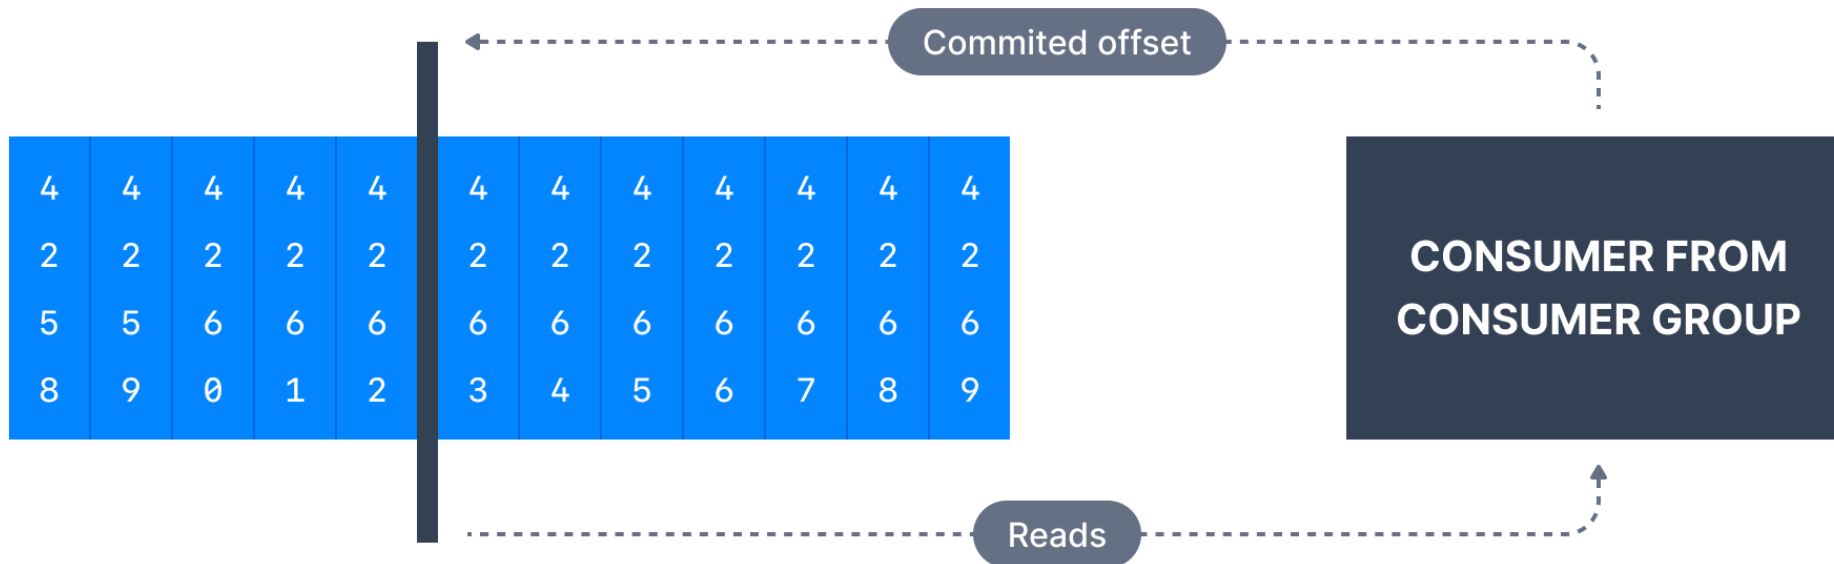 Commited offset
4 4 4 4 4 4 4 4 4 4 4 4
2 2 2 2 2 2 2 2 2 2 2 2
5 5 6 6 6 6 6 6 6 6 6 6
8 9 0 1 2 3 4 5 6 7 8 9
CONSUMER FROM
CONSUMER GROUP
Reads